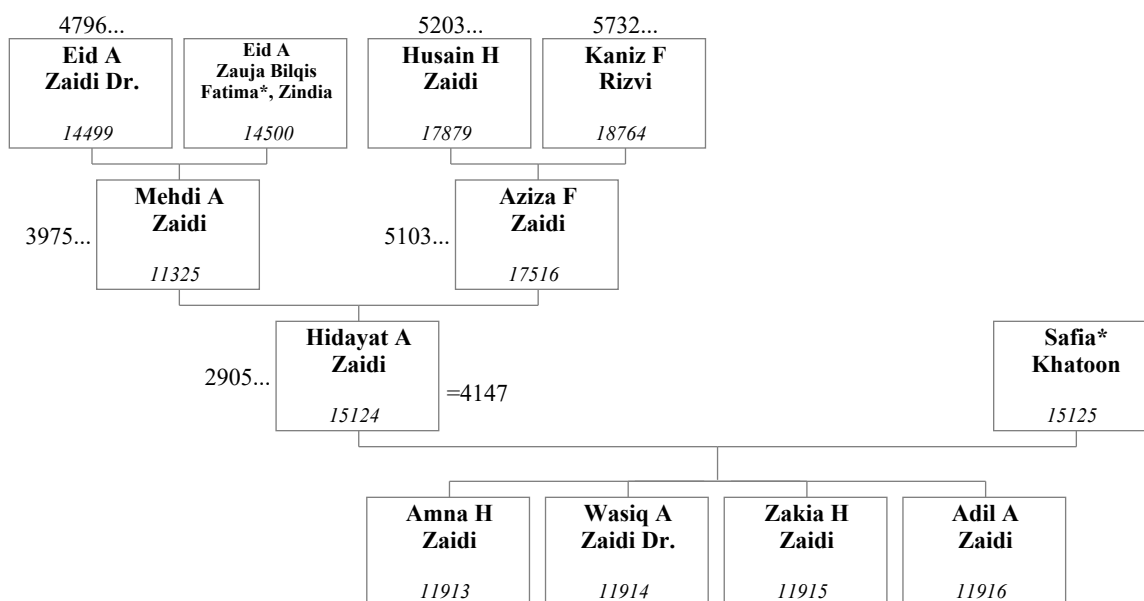 4796...
5203...
5732...
Eid A
Zaidi Dr.
14499
Eid A
Zauja Bilqis
Fatima*, Zindia
14500
Husain H
Zaidi
17879
Kaniz F
Rizvi
18764
3975...
Mehdi A
Zaidi
11325
5103...
Aziza F
Zaidi
17516
2905...
Hidayat A
Zaidi
15124
=4147
Safia*
Khatoon
15125
Amna H
Zaidi
11913
Wasiq A
Zaidi Dr.
11914
Zakia H
Zaidi
11915
Adil A
Zaidi
11916